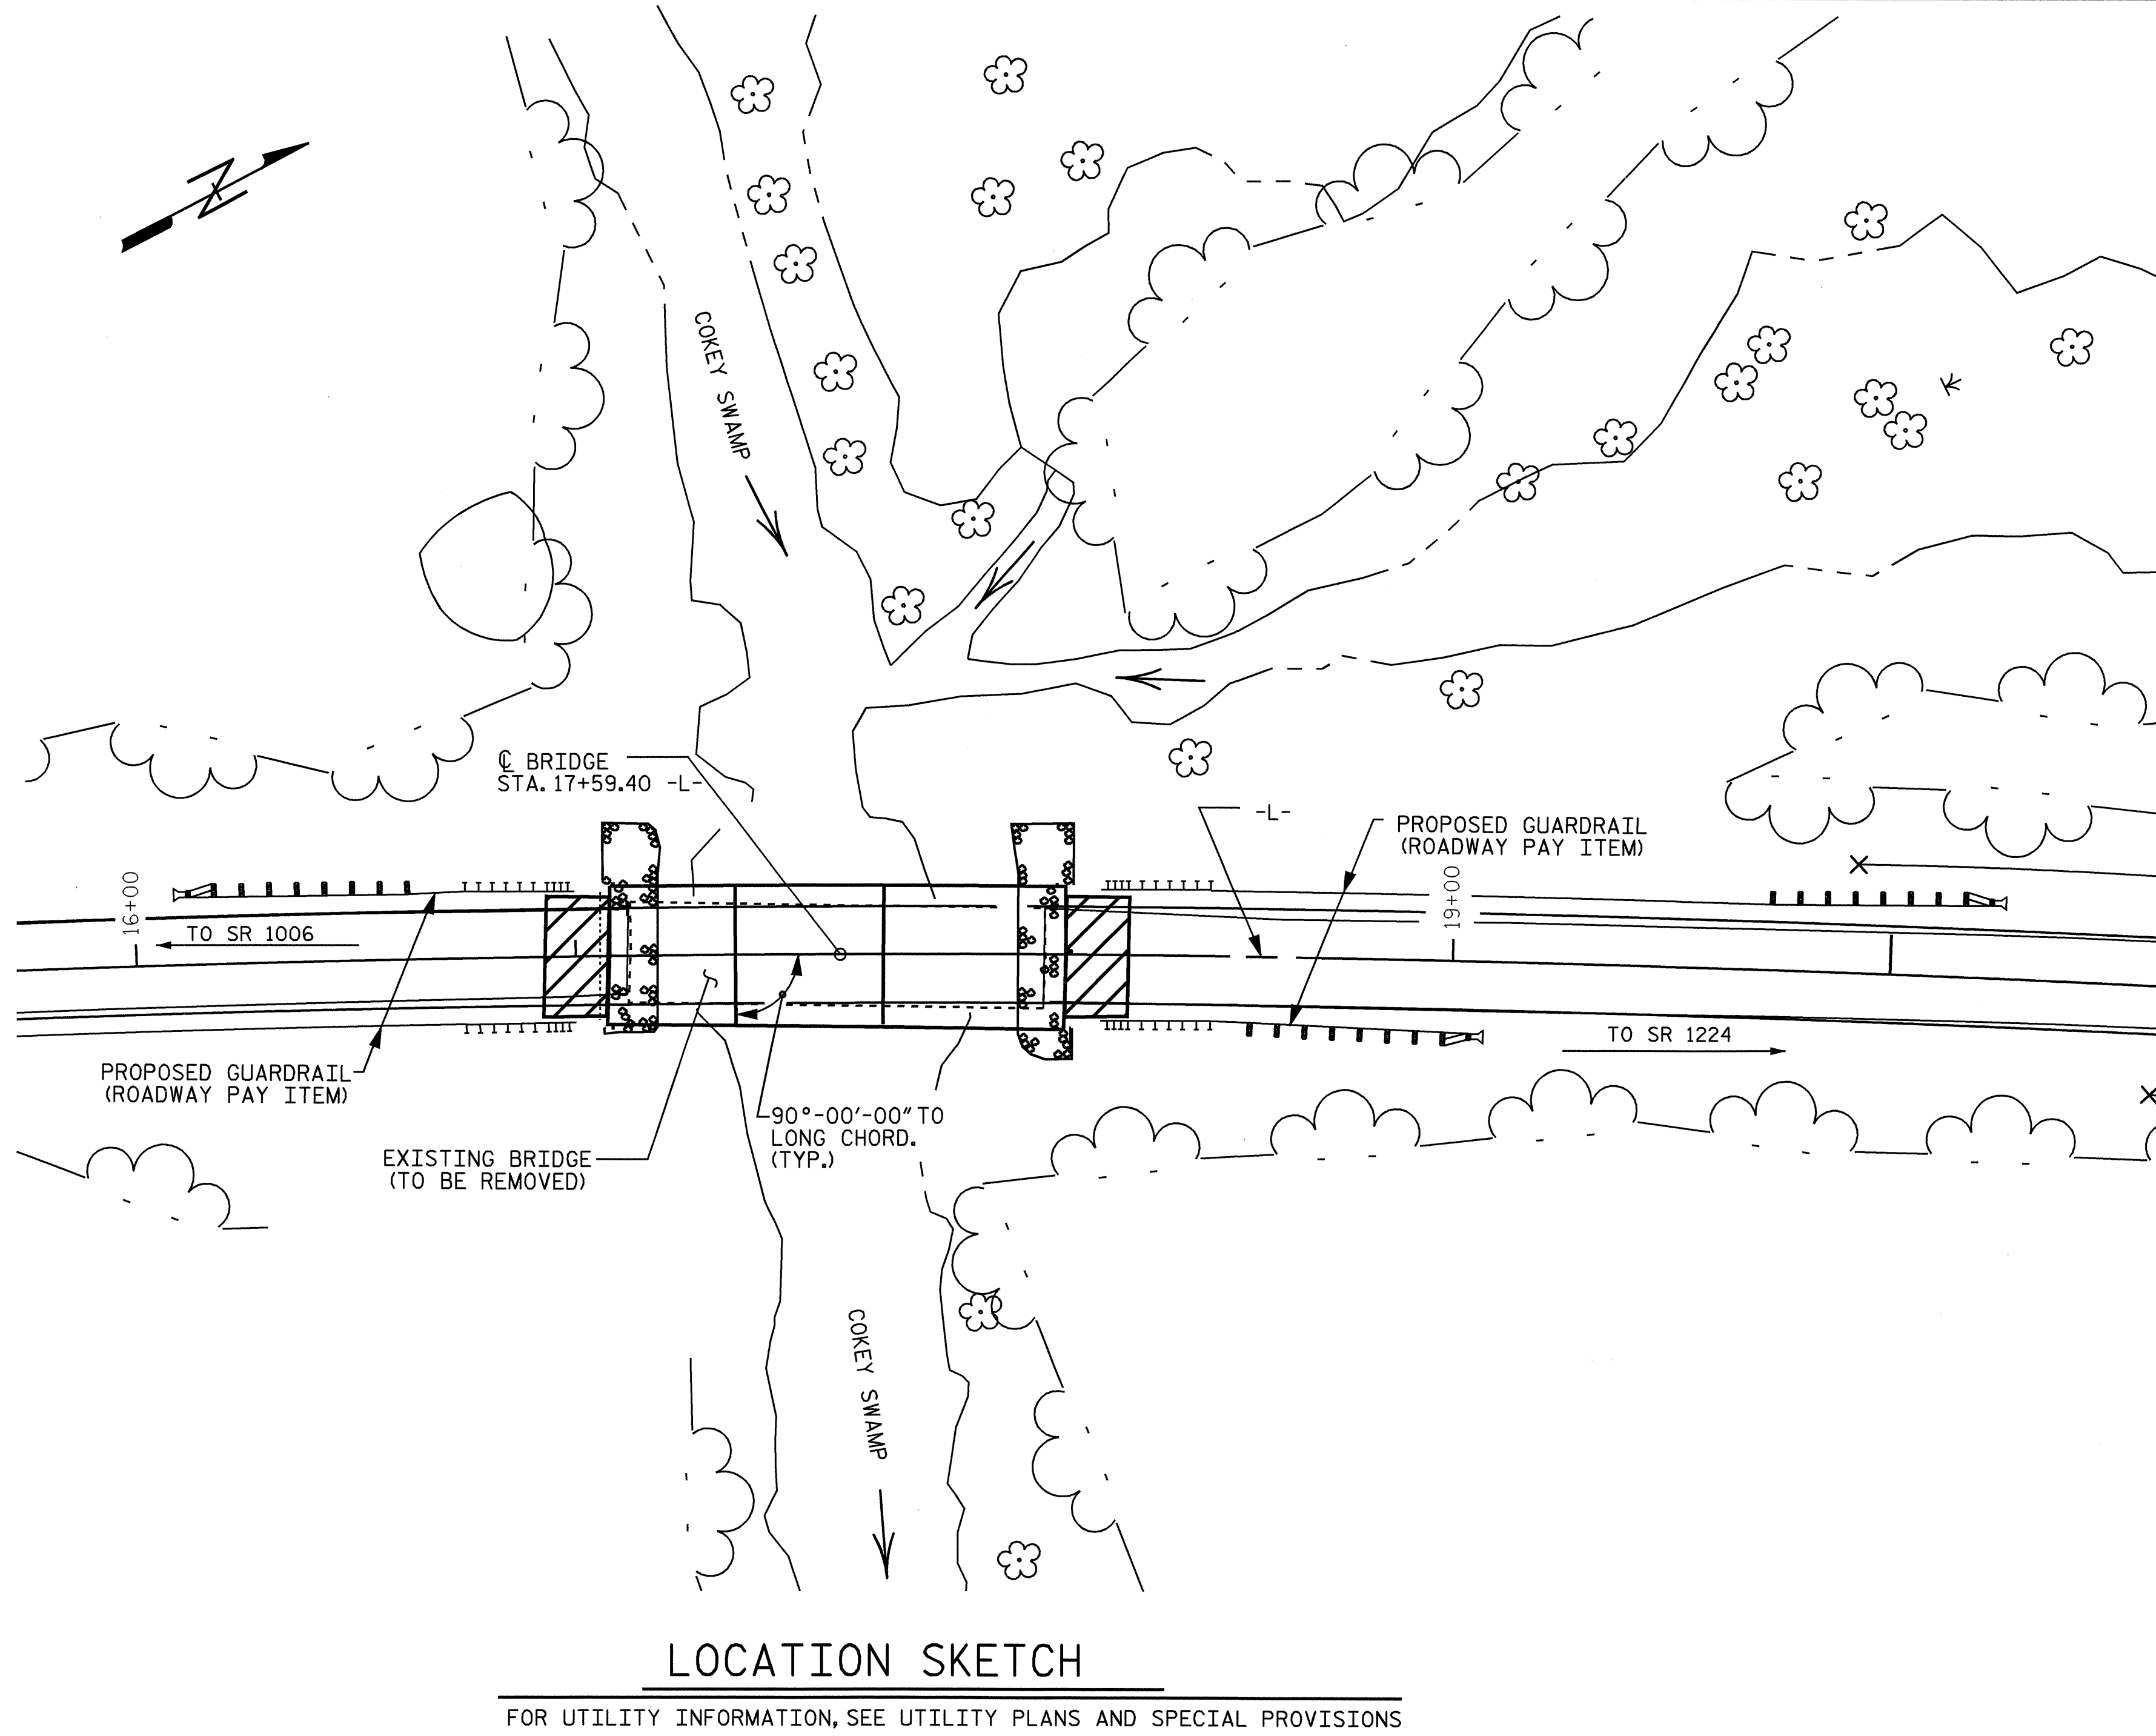 N
COKEY SWAMP
℄ BRIDGE
STA. 17+59.40 -L-
-L-
PROPOSED GUARDRAIL
(ROADWAY PAY ITEM)
16+00
19+00
TO SR 1006
TO SR 1224
PROPOSED GUARDRAIL
(ROADWAY PAY ITEM)
90°-00'-00" TO
LONG CHORD.
(TYP.)
EXISTING BRIDGE
(TO BE REMOVED)
COKEY SWAMP
LOCATION SKETCH
FOR UTILITY INFORMATION, SEE UTILITY PLANS AND SPECIAL PROVISIONS